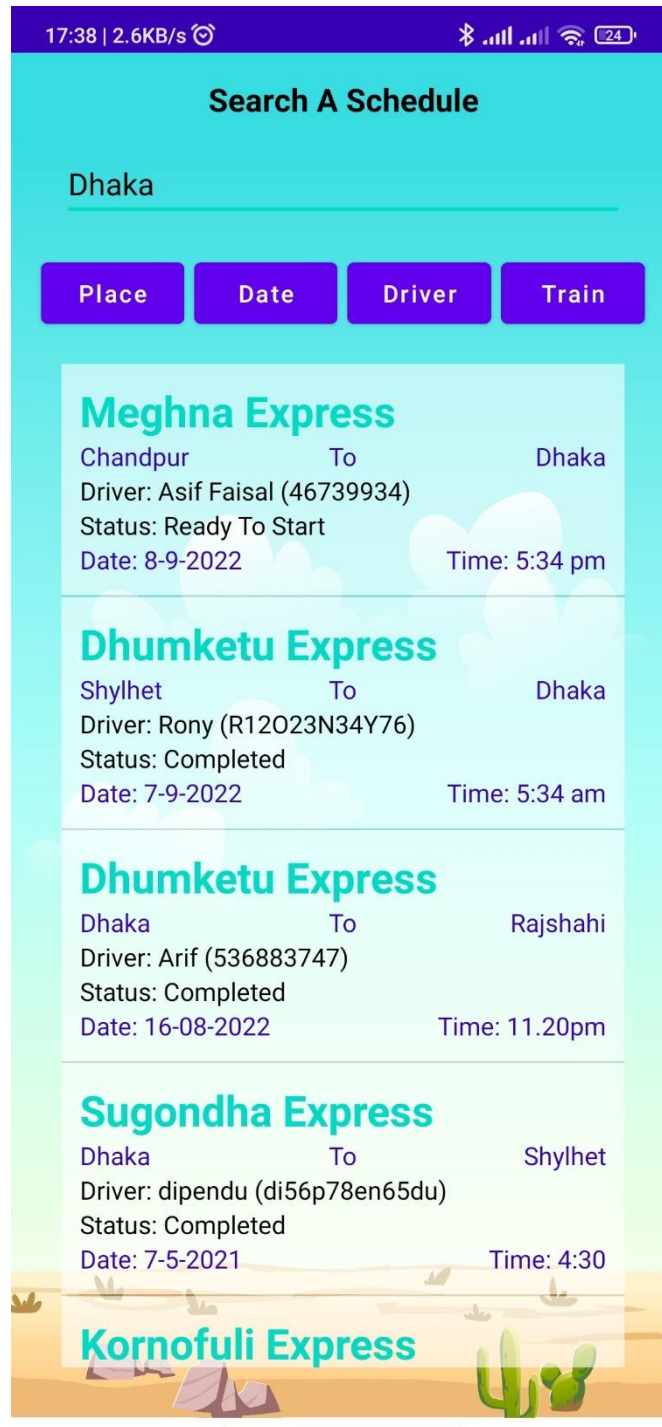 17:38 | 2.6KB/s 24
Search A Schedule
Dhaka
Place Date Driver Train
Meghna Express
Chandpur To Dhaka
Driver: Asif Faisal (46739934)
Status: Ready To Start
Date: 8-9-2022 Time: 5:34 pm
Dhumketu Express
Shylhet To Dhaka
Driver: Rony (R12O23N34Y76)
Status: Completed
Date: 7-9-2022 Time: 5:34 am
Dhumketu Express
Dhaka To Rajshahi
Driver: Arif (536883747)
Status: Completed
Date: 16-08-2022 Time: 11.20pm
Sugondha Express
Dhaka To Shylhet
Driver: dipendu (di56p78en65du)
Status: Completed
Date: 7-5-2021 Time: 4:30
Kornofuli Express